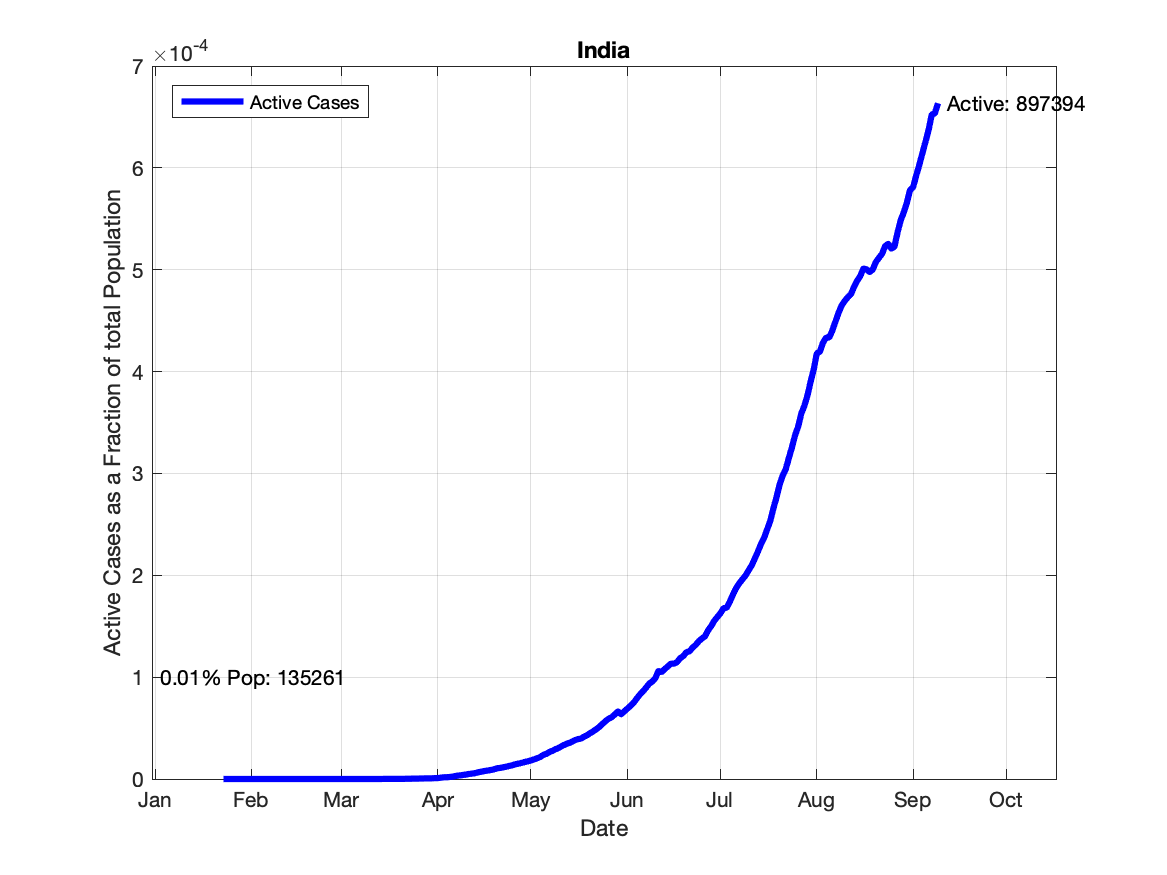 India
×10-4
Active Cases
Active: 897394
7
6
5
4
3
2
1
0
0.01% Pop: 135261
Active Cases as a Fraction of total Population
Jan Feb Mar Apr May Jun Jul Aug Sep Oct
Date